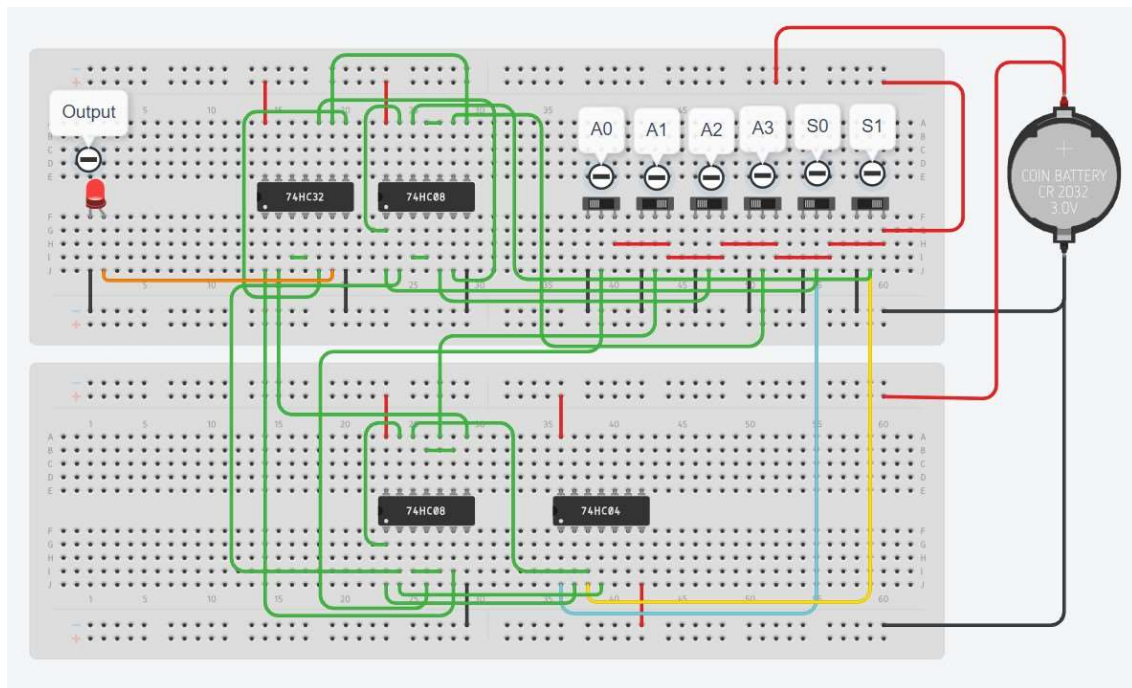 Output
A0
A1
A2
A3
S0
S1
74HC32
74HC08
COIN BATTERY
CR 2032
3.0V
74HC08
74HC04